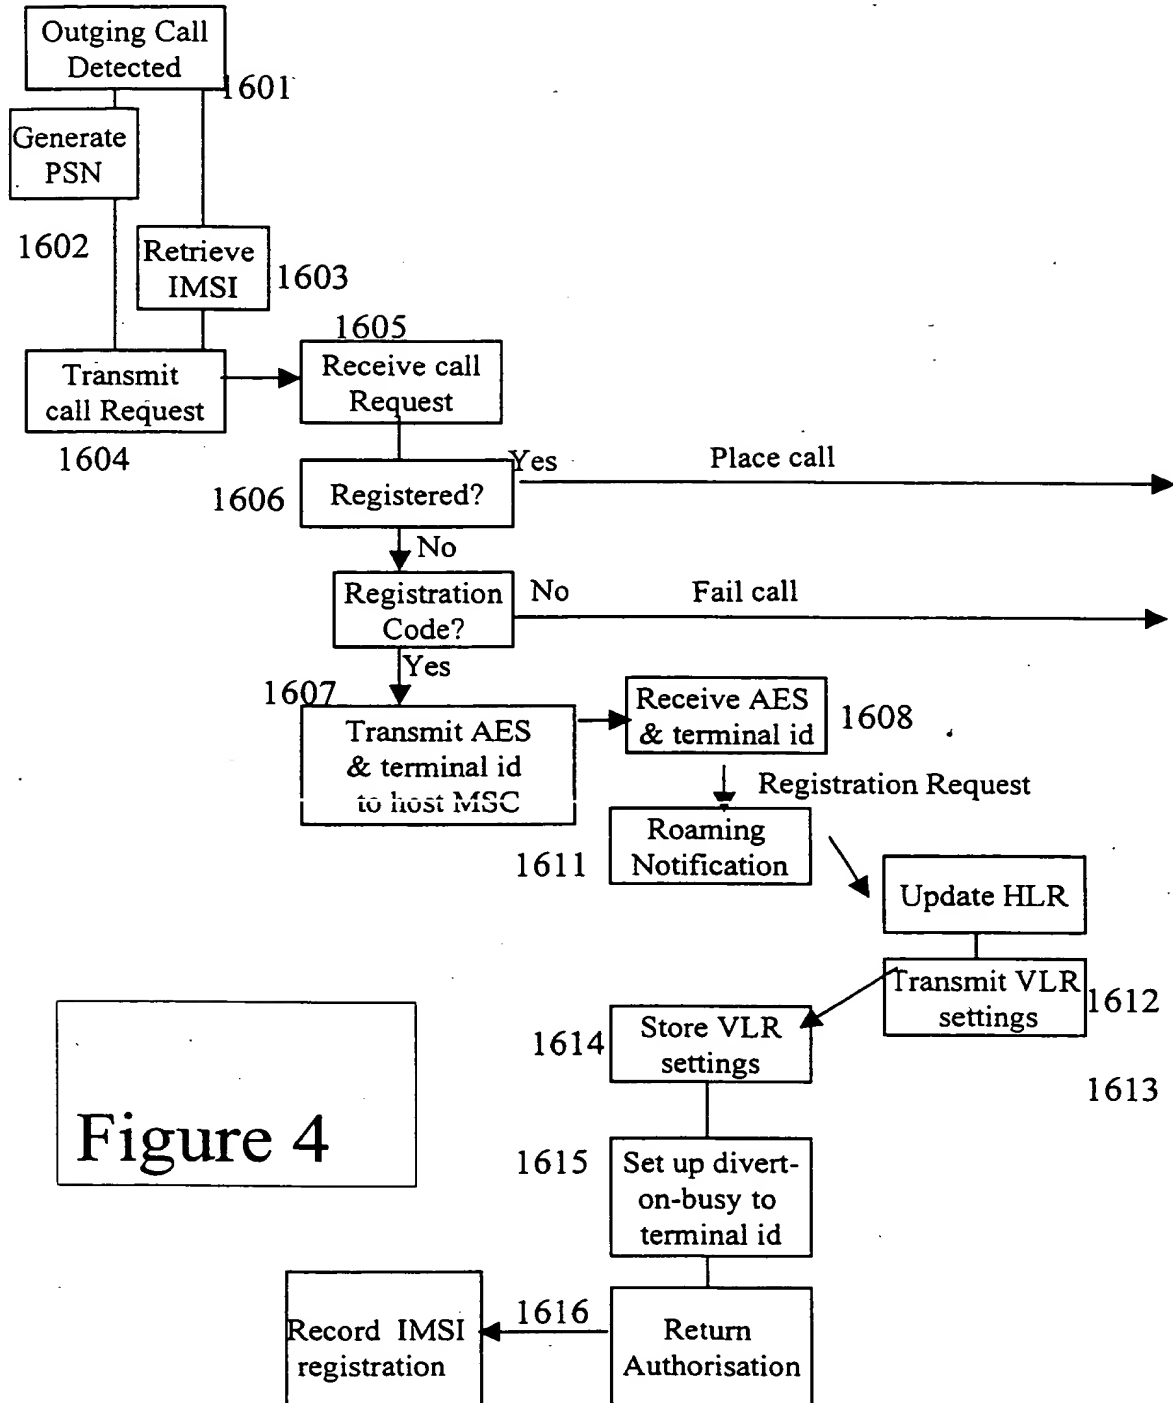 Outging Call
Detected
1601
Generate
PSN
1602
Retrieve
IMSI
1603
Transmit
call Request
1604
1605
Receive call
Request
1606
Registered?
Yes
Place call
No
Registration
Code?
No
Fail call
Yes
1607
Transmit AES
& terminal id
to host MSC
Receive AES
& terminal id
1608
Registration Request
Roaming
Notification
1611
Update HLR
Transmit VLR
settings
1612
1613
1614
Store VLR
settings
1615
Set up divert-
on-busy to
terminal id
Return
Authorisation
1616
Record IMSI
registration
Figure 4